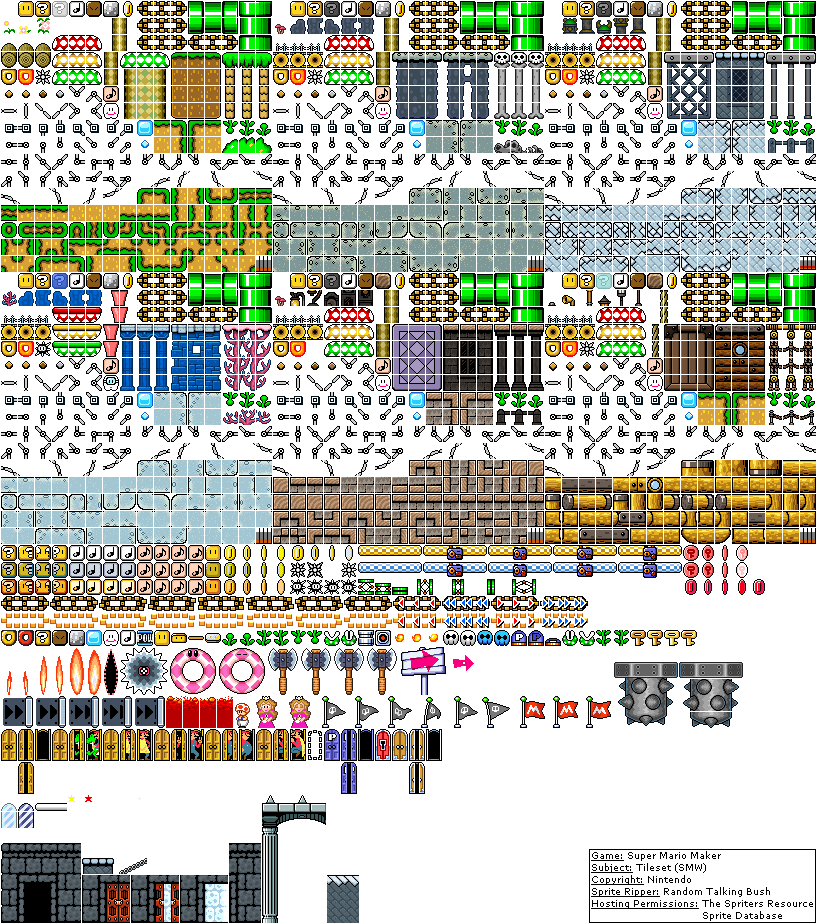 Game: Super Mario Maker
Subject: Tileset (SMW)
Copyright: Nintendo
Sprite Ripper: Random Talking Bush
Hosting Permissions: The Spriters Resource
Sprite Database